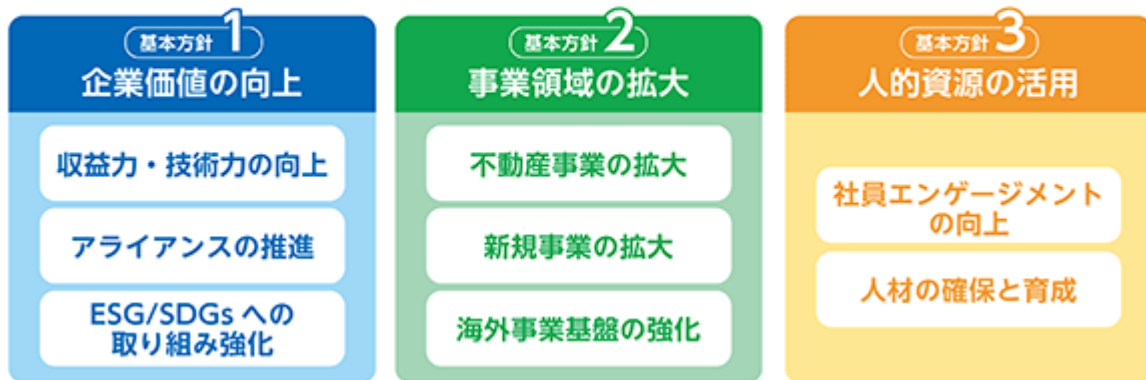 基本方針 1
企業価値の向上
収益力・技術力の向上
アライアンスの推進
ESG/SDGs への
取り組み強化
基本方針 2
事業領域の拡大
不動産事業の拡大
新規事業の拡大
海外事業基盤の強化
基本方針 3
人的資源の活用
社員エンゲージメント
の向上
人材の確保と育成